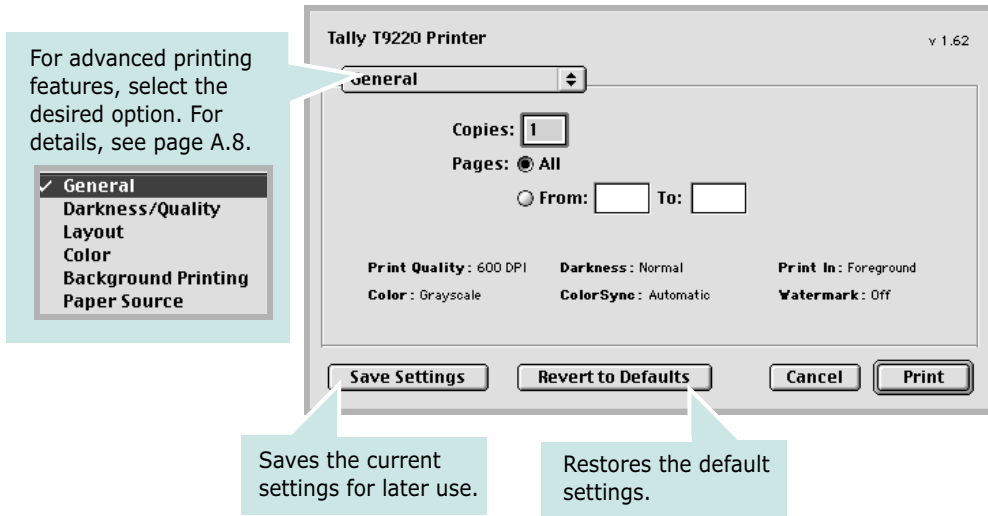 For advanced printing
features, select the
desired option. For
details, see page A.8.
✓ General
Darkness/Quality
Layout
Color
Background Printing
Paper Source
Tally T9220 Printer
v 1.62
General
Copies: 1
Pages: All
From: To:
Print Quality: 600 DPI Darkness: Normal Print In: Foreground
Color: Grayscale ColorSync: Automatic Watermark: Off
Save Settings Revert to Defaults Cancel Print
Saves the current
settings for later use.
Restores the default
settings.